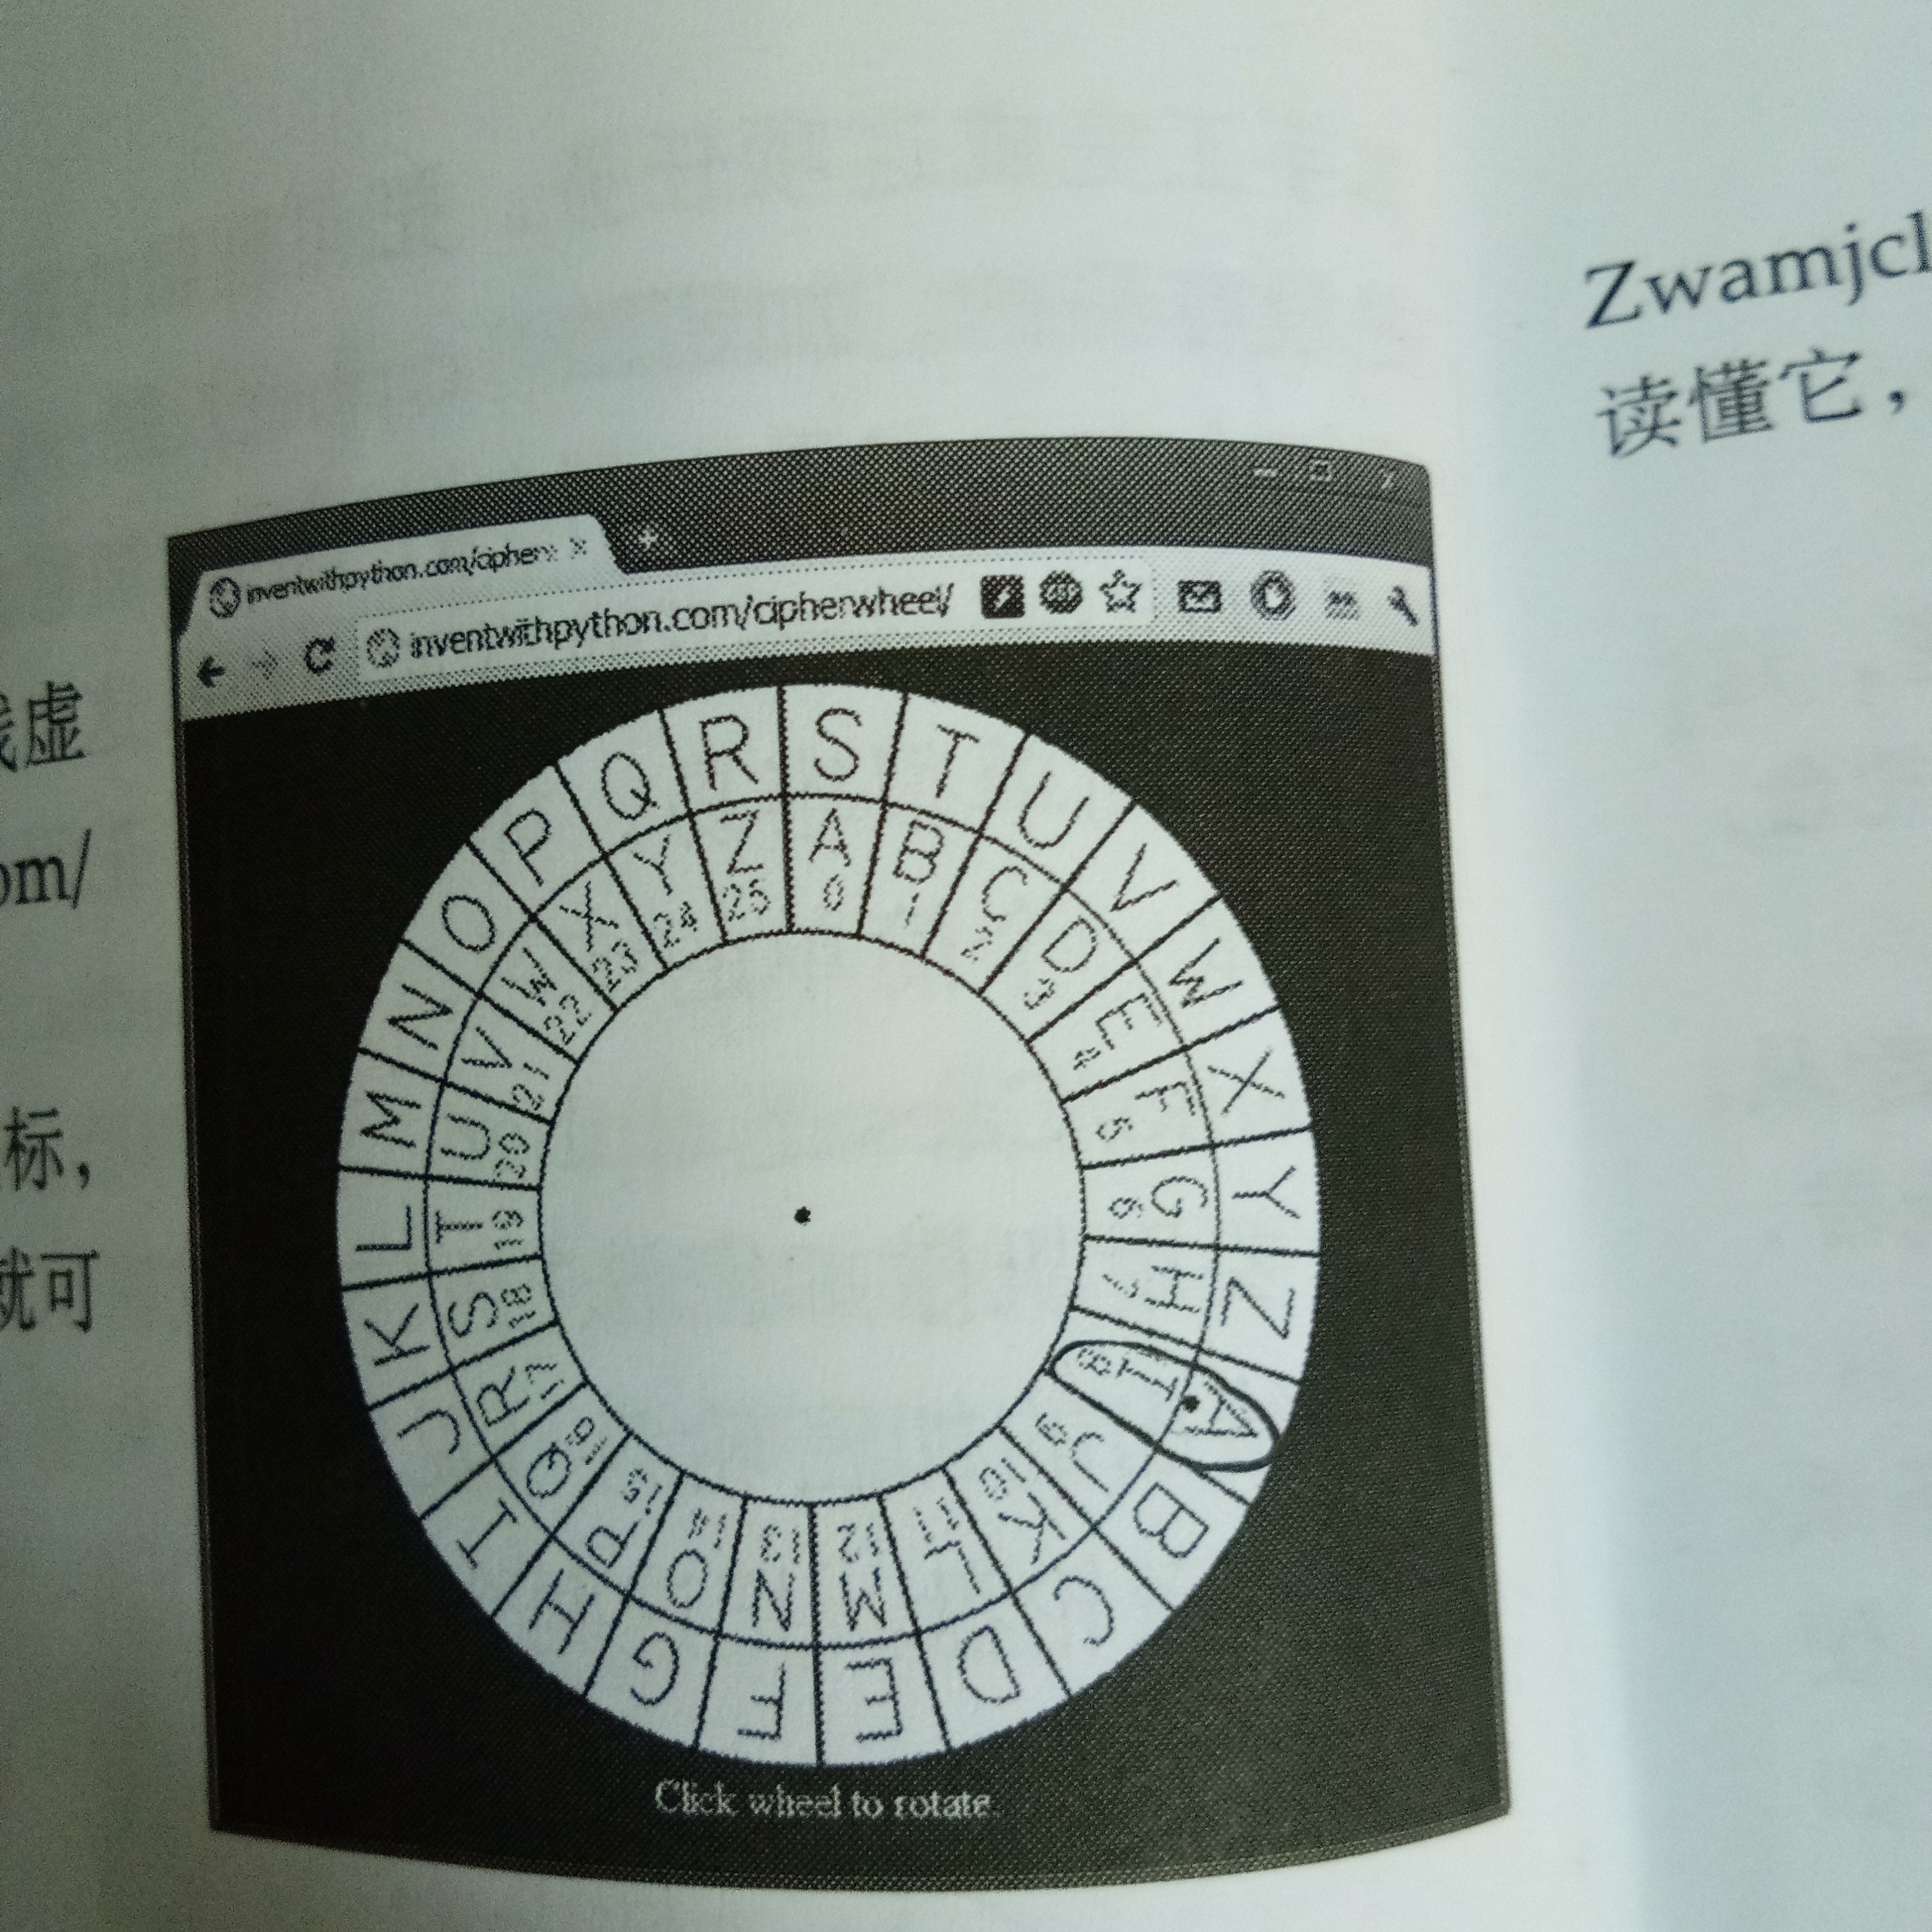 虚
om/
标，
就可
inventwithpython.com/cipher
inventwithpython.com/cipherwheel/
S T U V W X Y Z A B C D E F G H I J K L M N O P Q R
A B C D E F G H I J K L M N O P Q R S T U V W X Y Z
0 1 2 3 4 5 6 7 8 9 10 11 12 13 14 15 16 17 18 19 20 21 22 23 24 25
Click wheel to rotate.
Zwamjcl
读懂它，